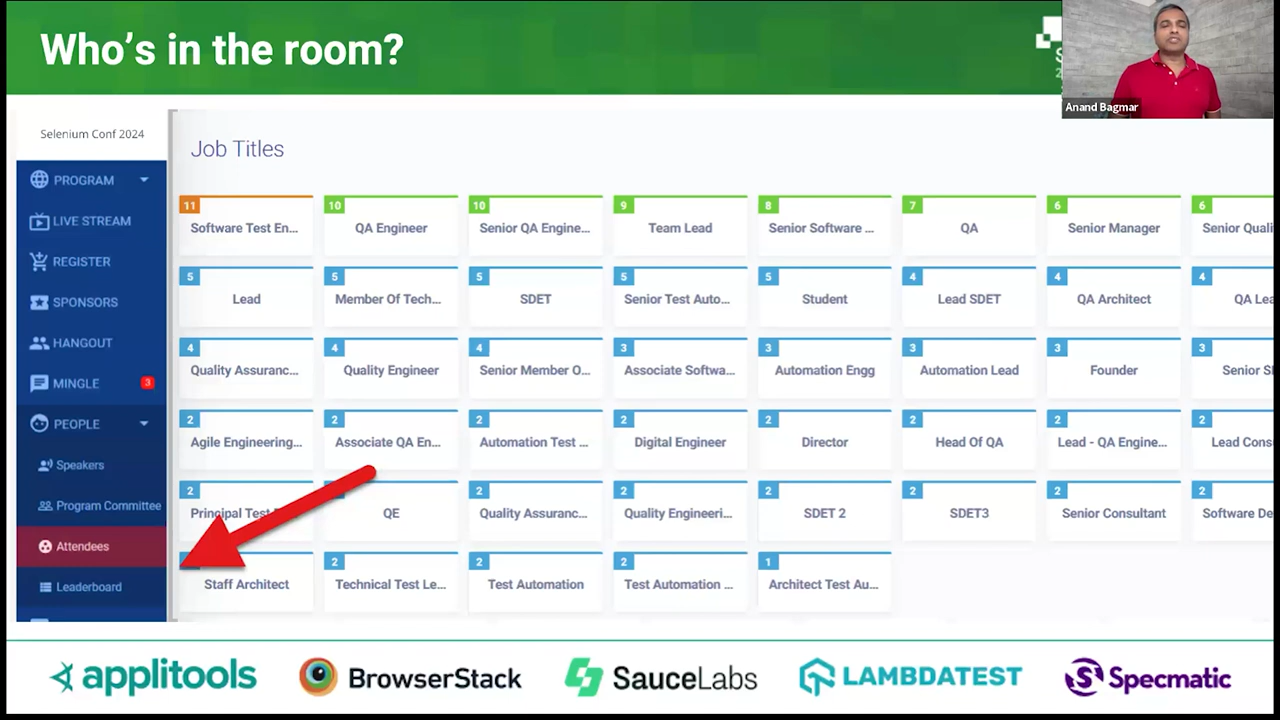 Who's in the room?
Anand Bagmar
Selenium Conf 2024
PROGRAM
LIVE STREAM
REGISTER
SPONSORS
HANGOUT
MINGLE 3
PEOPLE
Speakers
Program Committee
Attendees
Leaderboard
Job Titles
11 10 10 9 8 7 6 6
Software Test En... QA Engineer Senior QA Engine... Team Lead Senior Software ... QA Senior Manager Senior Quali
5 5 5 5 5 4 4 4
Lead Member Of Tech... SDET Senior Test Auto... Student Lead SDET QA Architect QA Lea
4 4 4 3 3 3 3 3
Quality Assuranc... Quality Engineer Senior Member O... Associate Softwa... Automation Engg Automation Lead Founder Senior S
2 2 2 2 2 2 2 2
Agile Engineering... Associate QA En... Automation Test ... Digital Engineer Director Head Of QA Lead - QA Engine... Lead Cons
2 2 2 2 2 2 2
Principal Test QE Quality Assuranc... Quality Engineeri... SDET 2 SDET3 Senior Consultant Software De
2 2 2 1
Staff Architect Technical Test Le... Test Automation Test Automation ... Architect Test Au...
applitools BrowserStack SauceLabs LAMBDATEST Specmatic